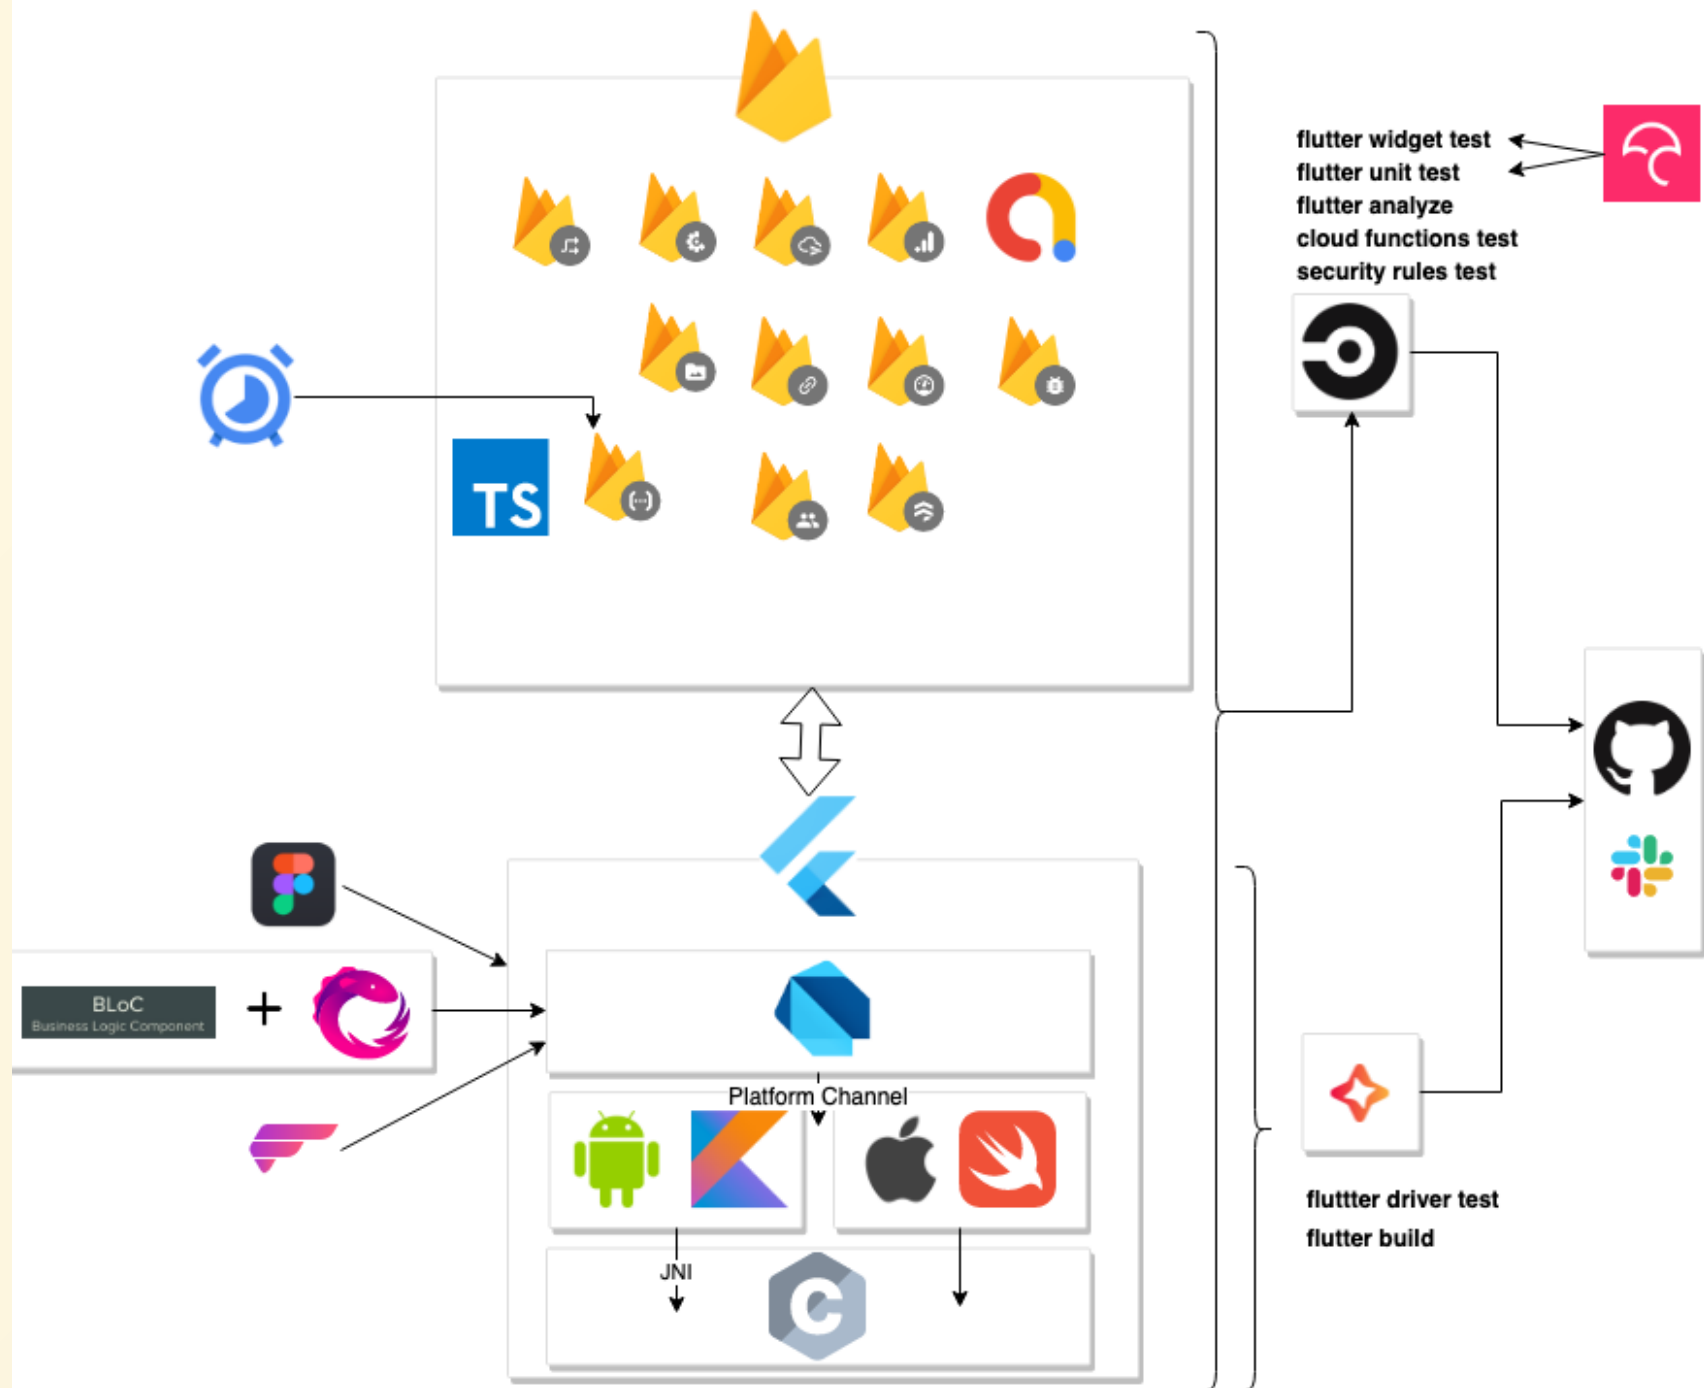 flutter widget test
flutter unit test
flutter analyze
cloud functions test
security rules test
TS
BLoC
Business Logic Component
+
Platform Channel
JNI
C
fluttter driver test
flutter build